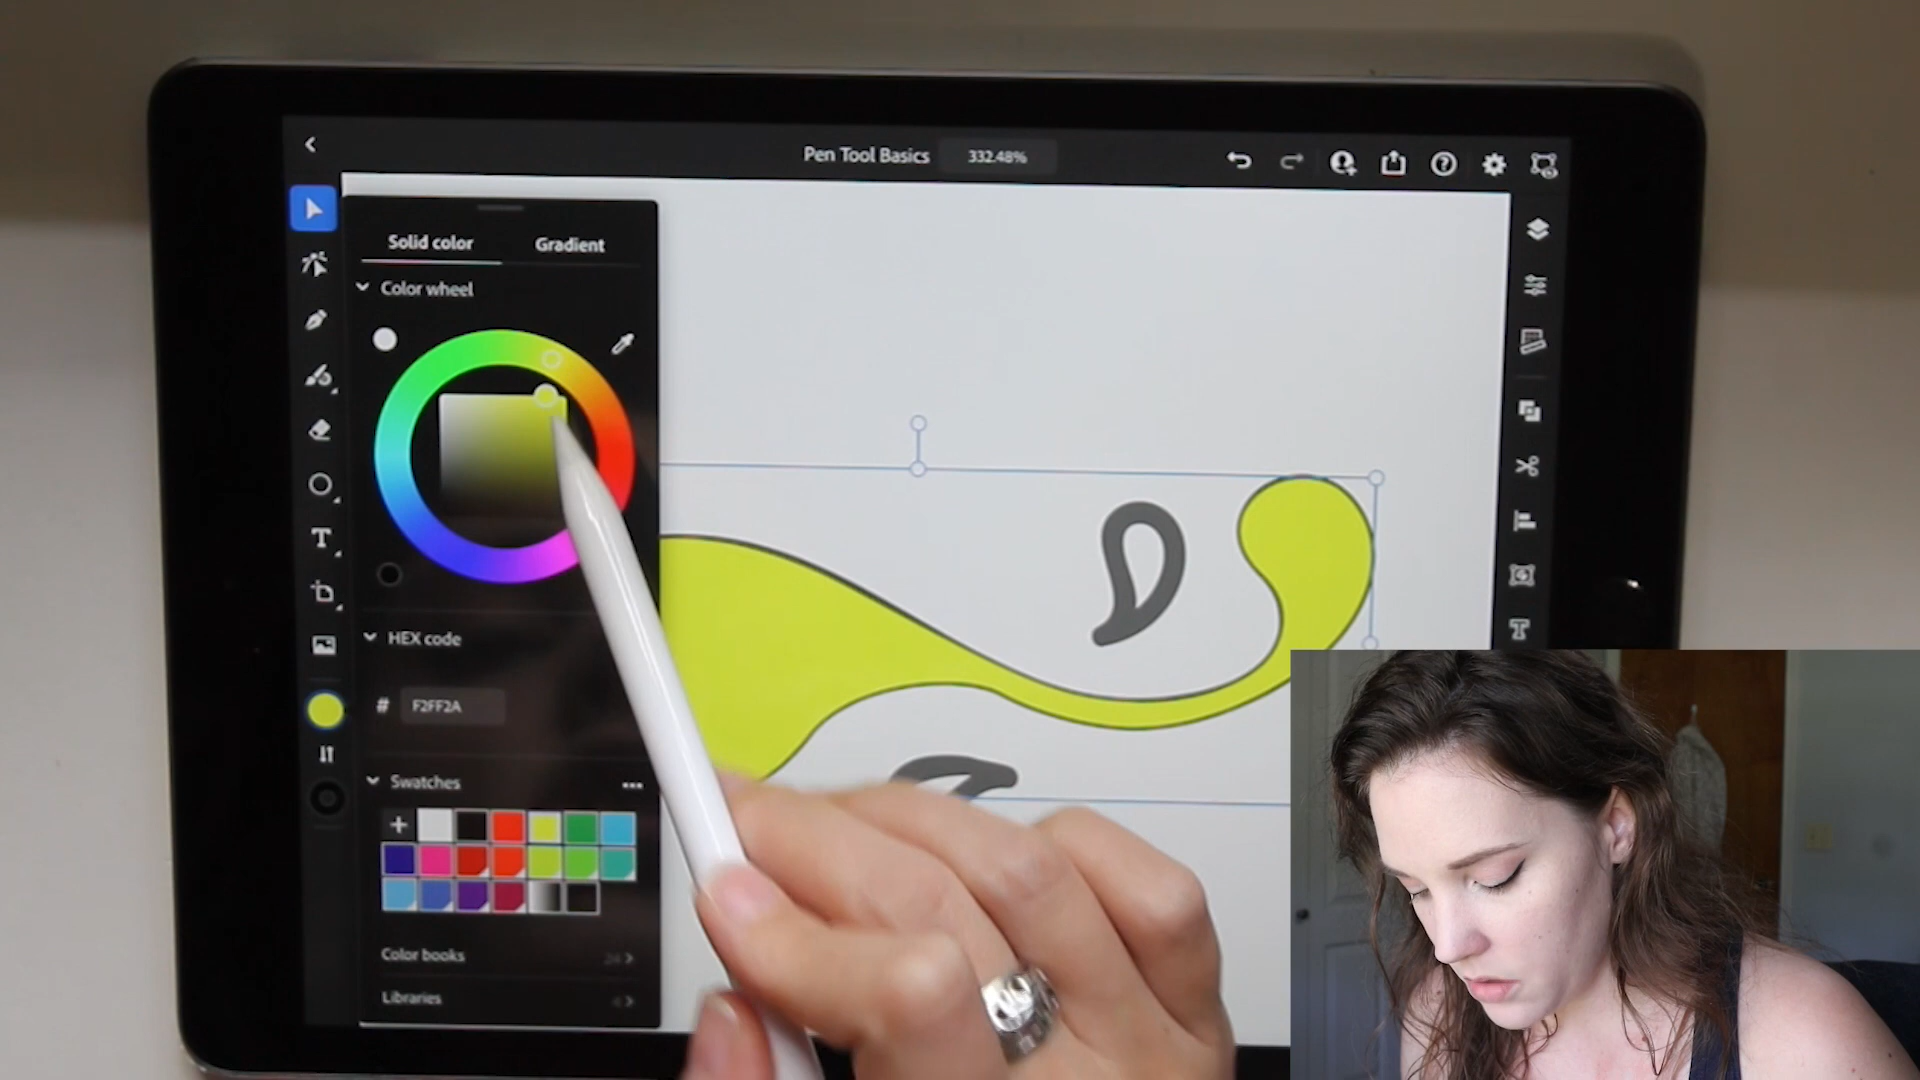 Pen Tool Basics 332.48%
Solid color Gradient
Color wheel
HEX code
# F2FF2A
Swatches
Color books
Libraries